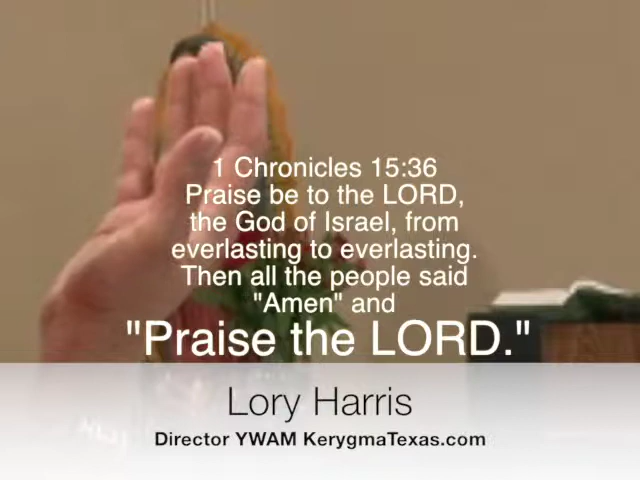 1 Chronicles 15:36
Praise be to the LORD,
the God of Israel, from
everlasting to everlasting.
Then all the people said
"Amen" and
"Praise the LORD."
Lory Harris
Director YWAM KerygmaTexas.com